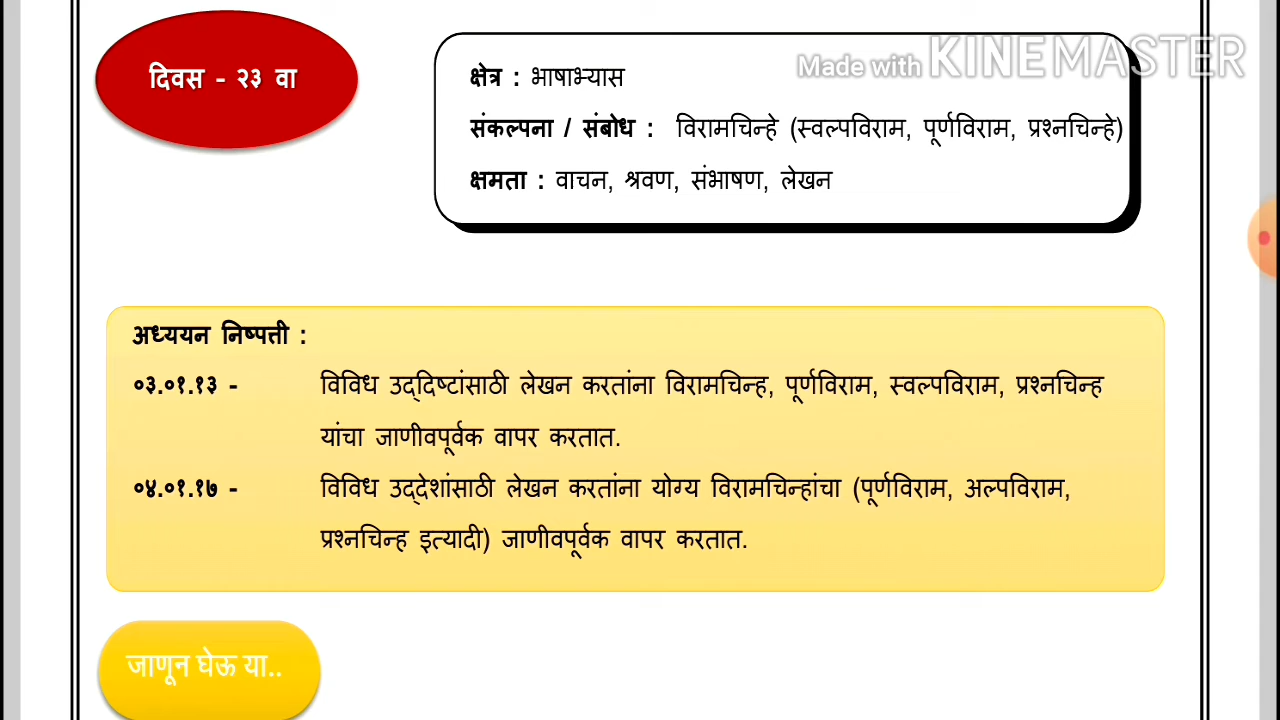 दिवस - २३ वा
Made with KINEMASTER
क्षेत्र : भाषाभ्यास
संकल्पना / संबोध : विरामचिन्हे (स्वल्पविराम, पूर्णविराम, प्रश्नचिन्हे)
क्षमता : वाचन, श्रवण, संभाषण, लेखन
अध्ययन निष्पत्ती :
०३.०१.१३ - विविध उद्‌दिष्टांसाठी लेखन करतांना विरामचिन्ह, पूर्णविराम, स्वल्पविराम, प्रश्नचिन्ह
यांचा जाणीवपूर्वक वापर करतात.
०४.०१.१७ - विविध उद्‌देशांसाठी लेखन करतांना योग्य विरामचिन्हांचा (पूर्णविराम, अल्पविराम,
प्रश्नचिन्ह इत्यादी) जाणीवपूर्वक वापर करतात.
जाणून घेऊ या..